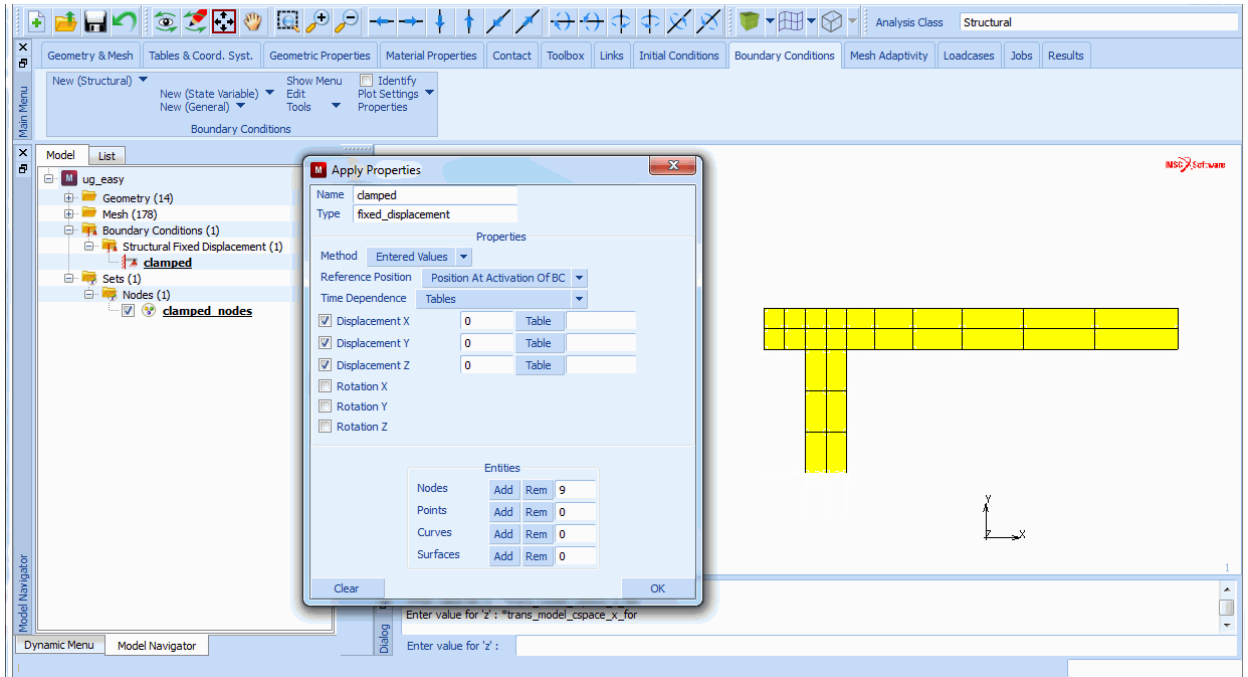 Analysis Class Structural
Geometry & Mesh Tables & Coord. Syst. Geometric Properties Material Properties Contact Toolbox Links Initial Conditions Boundary Conditions Mesh Adaptivity Loadcases Jobs Results
New (Structural) Show Menu Identify
New (State Variable) Edit Plot Settings
New (General) Tools Properties
Boundary Conditions
Main Menu
Model List
ug_easy
Geometry (14)
Mesh (178)
Boundary Conditions (1)
Structural Fixed Displacement (1)
clamped
Sets (1)
Nodes (1)
clamped_nodes
Model Navigator
Dynamic Menu Model Navigator
M Apply Properties
Name clamped
Type fixed_displacement
Properties
Method Entered Values
Reference Position Position At Activation Of BC
Time Dependence Tables
Displacement X 0 Table
Displacement Y 0 Table
Displacement Z 0 Table
Rotation X
Rotation Y
Rotation Z
Entities
Nodes Add Rem 9
Points Add Rem 0
Curves Add Rem 0
Surfaces Add Rem 0
Clear OK
MSC Software
Y
Z X
1
Enter value for 'z' : *trans_model_cspace_x_for
Dialog
Enter value for 'z' :